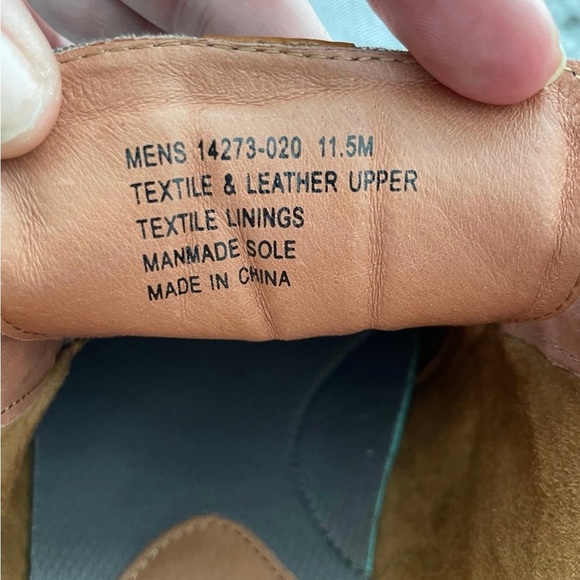 MENS 14273-020 11.5M
TEXTILE & LEATHER UPPER
TEXTILE LININGS
MANMADE SOLE
MADE IN CHINA